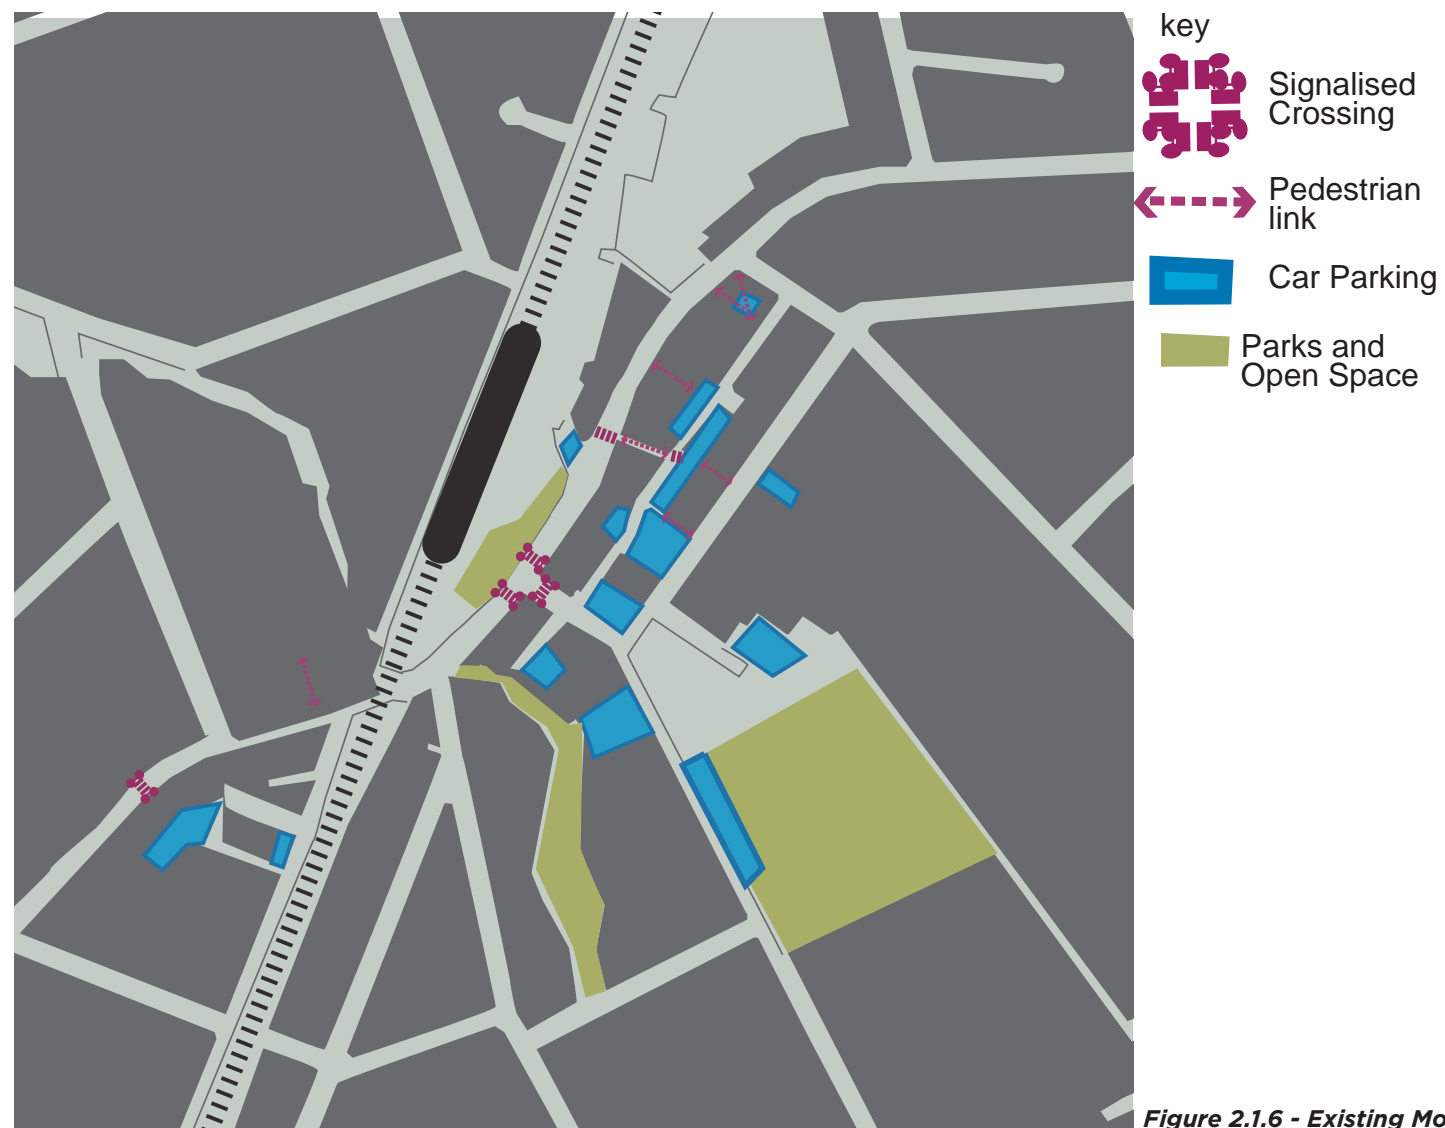 key
Signalised
Crossing
Pedestrian
link
Car Parking
Parks and
Open Space
Figure 2.1.6 - Existing Mo